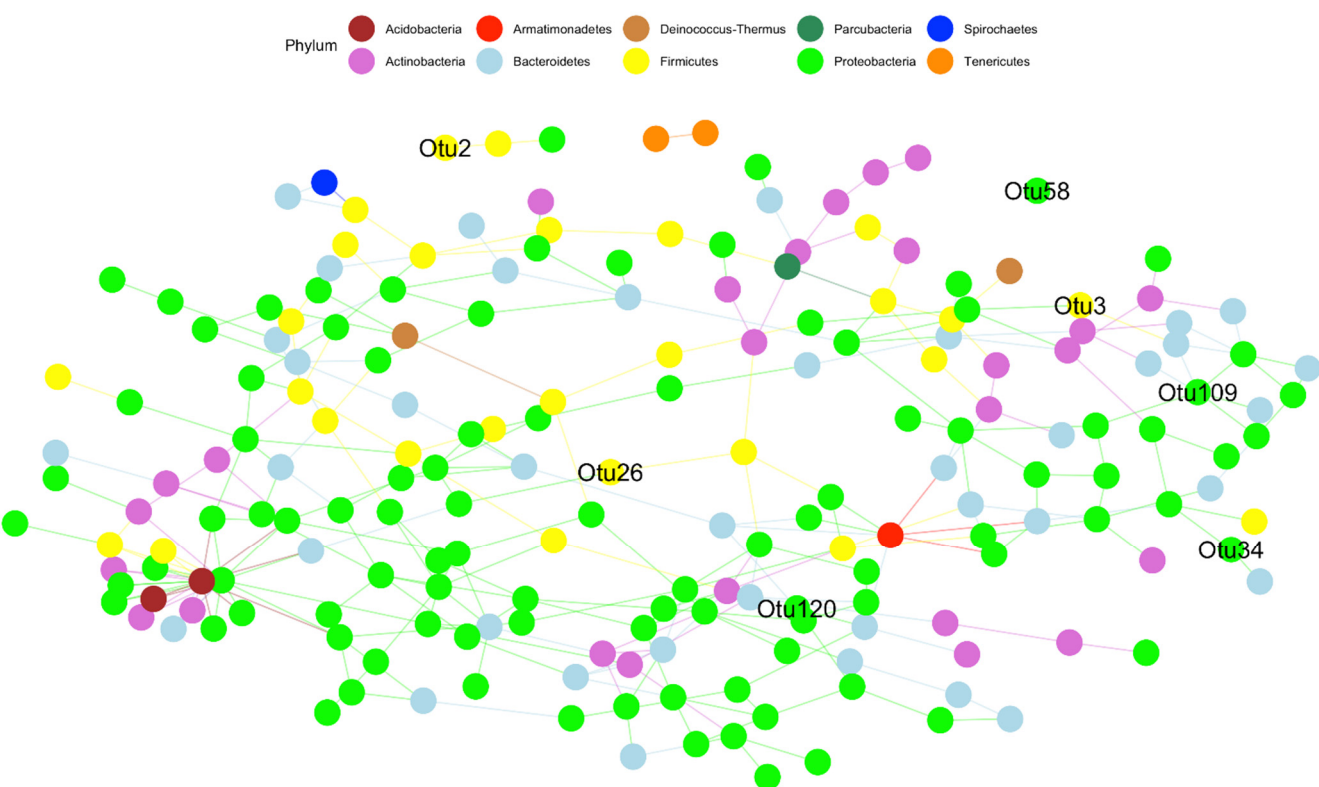 Phylum
Acidobacteria Armatimonadetes Deinococcus-Thermus Parcubacteria Spirochaetes
Actinobacteria Bacteroidetes Firmicutes Proteobacteria Tenericutes
Otu2
Otu58
Otu3
Otu109
Otu26
Otu34
Otu120